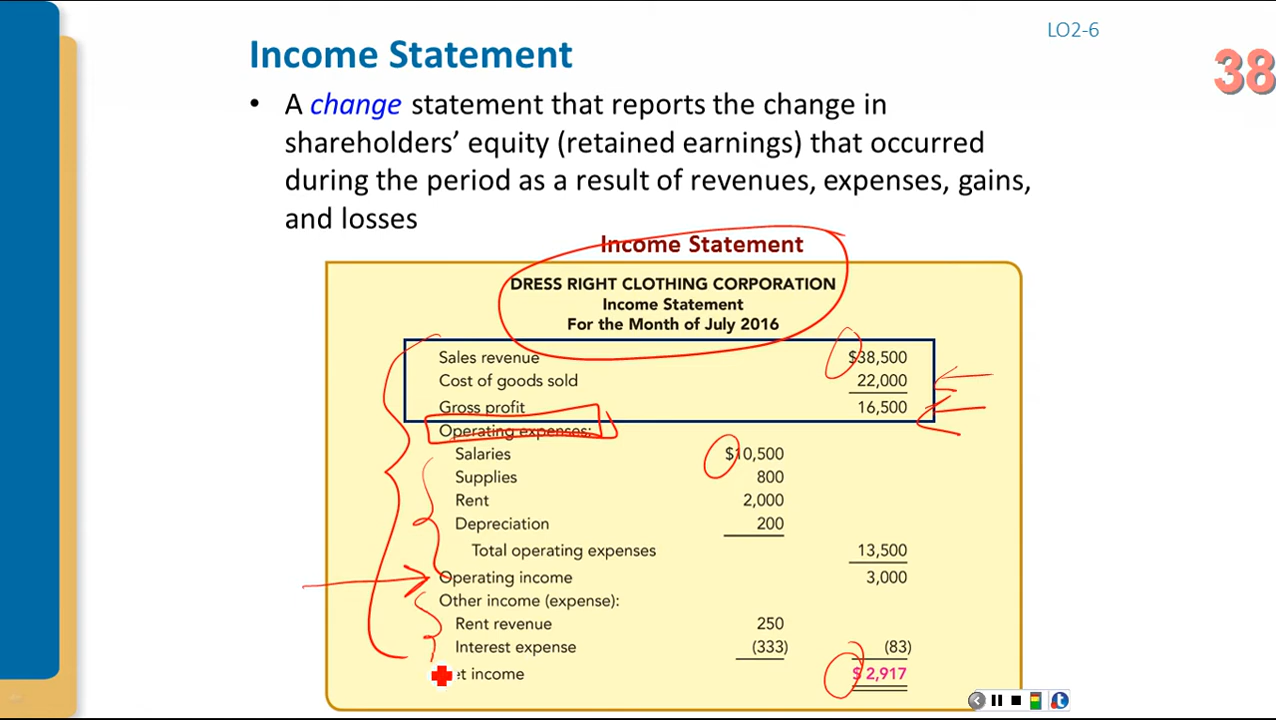 LO2-6
Income Statement
38
• A change statement that reports the change in
shareholders’ equity (retained earnings) that occurred
during the period as a result of revenues, expenses, gains,
and losses
Income Statement
DRESS RIGHT CLOTHING CORPORATION
Income Statement
For the Month of July 2016
Sales revenue $38,500
Cost of goods sold 22,000
Gross profit 16,500
Operating expenses:
Salaries $10,500
Supplies 800
Rent 2,000
Depreciation 200
Total operating expenses 13,500
Operating income 3,000
Other income (expense):
Rent revenue 250
Interest expense (333) (83)
et income $ 2,917